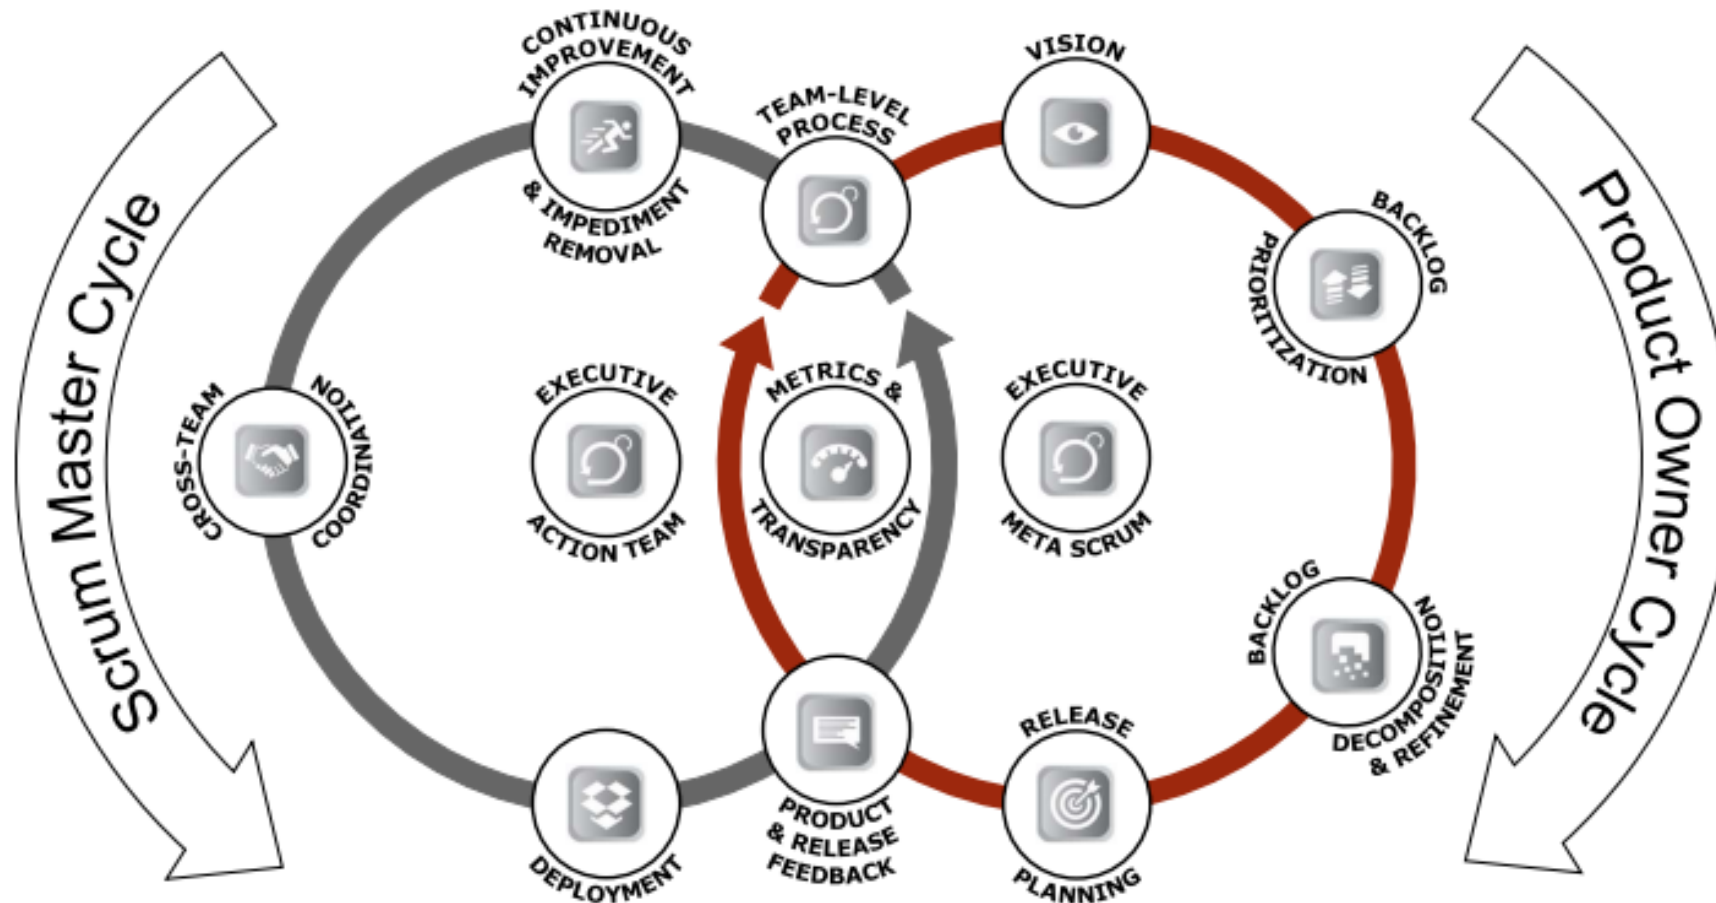 Scrum Master Cycle
CONTINUOUS
IMPROVEMENT
& IMPEDIMENT
REMOVAL
TEAM-LEVEL
PROCESS
VISION
BACKLOG
PRIORITIZATION
Product Owner Cycle
CROSS-TEAM
COORDINATION
EXECUTIVE
ACTION TEAM
METRICS &
TRANSPARENCY
EXECUTIVE
META SCRUM
BACKLOG
DECOMPOSITION
& REFINEMENT
DEPLOYMENT
PRODUCT
& RELEASE
FEEDBACK
RELEASE
PLANNING